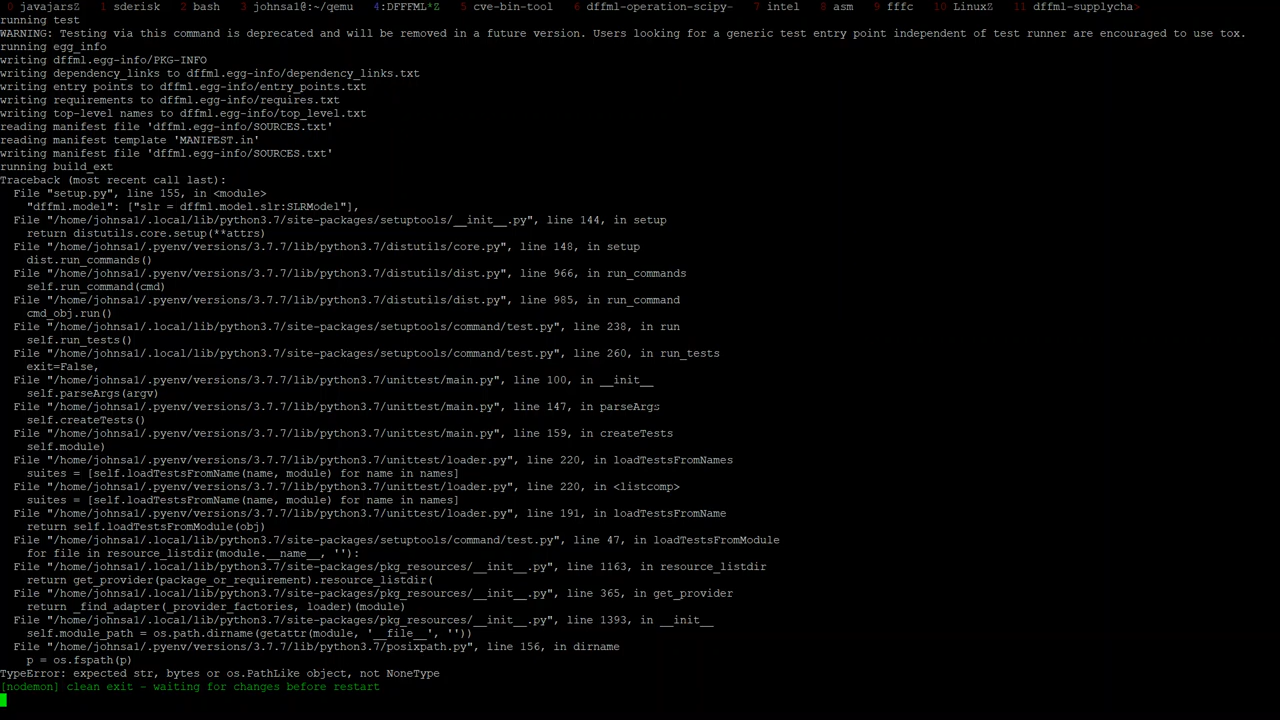 0 javajarsZ  1 sderisk  2 bash  3 johnsal@:~/qemu  4:DFFFML*Z  5 cve-bin-tool  6 dffml-operation-scipy-  7 intel  8 asm  9 fffc  10 LinuxZ  11 dffml-supplycha>
running test
WARNING: Testing via this command is deprecated and will be removed in a future version. Users looking for a generic test entry point independent of test runner are encouraged to use tox.
running egg_info
writing dffml.egg-info/PKG-INFO
writing dependency_links to dffml.egg-info/dependency_links.txt
writing entry points to dffml.egg-info/entry_points.txt
writing requirements to dffml.egg-info/requires.txt
writing top-level names to dffml.egg-info/top_level.txt
reading manifest file 'dffml.egg-info/SOURCES.txt'
reading manifest template 'MANIFEST.in'
writing manifest file 'dffml.egg-info/SOURCES.txt'
running build_ext
Traceback (most recent call last):
  File "setup.py", line 155, in <module>
    "dffml.model": ["slr = dffml.model.slr:SLRModel"],
  File "/home/johnsa1/.local/lib/python3.7/site-packages/setuptools/__init__.py", line 144, in setup
    return distutils.core.setup(**attrs)
  File "/home/johnsa1/.pyenv/versions/3.7.7/lib/python3.7/distutils/core.py", line 148, in setup
    dist.run_commands()
  File "/home/johnsa1/.pyenv/versions/3.7.7/lib/python3.7/distutils/dist.py", line 966, in run_commands
    self.run_command(cmd)
  File "/home/johnsa1/.pyenv/versions/3.7.7/lib/python3.7/distutils/dist.py", line 985, in run_command
    cmd_obj.run()
  File "/home/johnsa1/.local/lib/python3.7/site-packages/setuptools/command/test.py", line 238, in run
    self.run_tests()
  File "/home/johnsa1/.local/lib/python3.7/site-packages/setuptools/command/test.py", line 260, in run_tests
    exit=False,
  File "/home/johnsa1/.pyenv/versions/3.7.7/lib/python3.7/unittest/main.py", line 100, in __init__
    self.parseArgs(argv)
  File "/home/johnsa1/.pyenv/versions/3.7.7/lib/python3.7/unittest/main.py", line 147, in parseArgs
    self.createTests()
  File "/home/johnsa1/.pyenv/versions/3.7.7/lib/python3.7/unittest/main.py", line 159, in createTests
    self.module)
  File "/home/johnsa1/.pyenv/versions/3.7.7/lib/python3.7/unittest/loader.py", line 220, in loadTestsFromNames
    suites = [self.loadTestsFromName(name, module) for name in names]
  File "/home/johnsa1/.pyenv/versions/3.7.7/lib/python3.7/unittest/loader.py", line 220, in <listcomp>
    suites = [self.loadTestsFromName(name, module) for name in names]
  File "/home/johnsa1/.pyenv/versions/3.7.7/lib/python3.7/unittest/loader.py", line 191, in loadTestsFromName
    return self.loadTestsFromModule(obj)
  File "/home/johnsa1/.local/lib/python3.7/site-packages/setuptools/command/test.py", line 47, in loadTestsFromModule
    for file in resource_listdir(module.__name__, ''):
  File "/home/johnsa1/.local/lib/python3.7/site-packages/pkg_resources/__init__.py", line 1163, in resource_listdir
    return get_provider(package_or_requirement).resource_listdir(
  File "/home/johnsa1/.local/lib/python3.7/site-packages/pkg_resources/__init__.py", line 365, in get_provider
    return _find_adapter(_provider_factories, loader)(module)
  File "/home/johnsa1/.local/lib/python3.7/site-packages/pkg_resources/__init__.py", line 1393, in __init__
    self.module_path = os.path.dirname(getattr(module, '__file__', ''))
  File "/home/johnsa1/.pyenv/versions/3.7.7/lib/python3.7/posixpath.py", line 156, in dirname
    p = os.fspath(p)
TypeError: expected str, bytes or os.PathLike object, not NoneType
[nodemon] clean exit - waiting for changes before restart